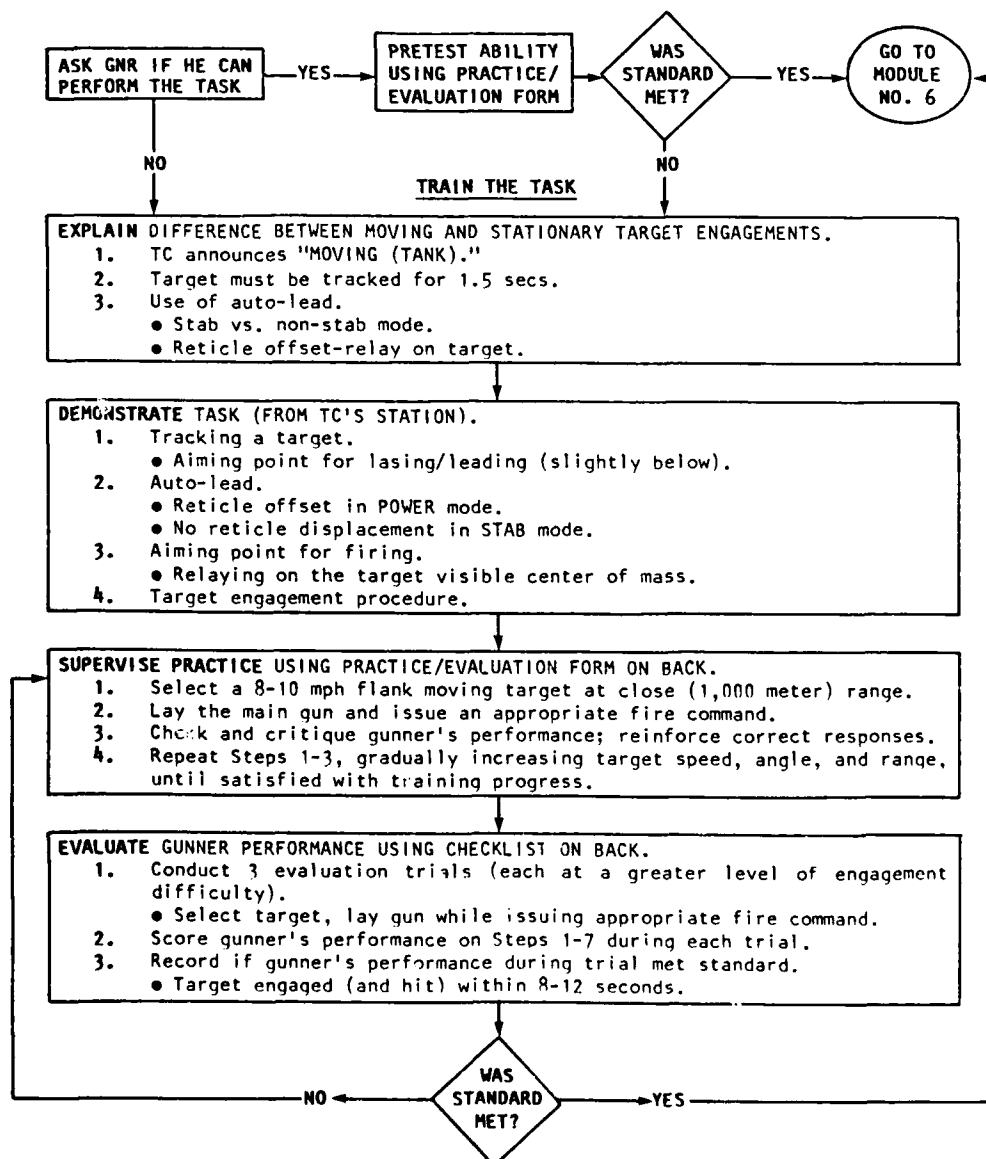 ASK GNR IF HE CAN
PERFORM THE TASK
YES
PRETEST ABILITY
USING PRACTICE/
EVALUATION FORM
WAS
STANDARD
MET?
YES
GO TO
MODULE
NO. 6
NO
NO
TRAIN THE TASK
EXPLAIN DIFFERENCE BETWEEN MOVING AND STATIONARY TARGET ENGAGEMENTS.
1. TC announces "MOVING (TANK)."
2. Target must be tracked for 1.5 secs.
3. Use of auto-lead.
● Stab vs. non-stab mode.
● Reticle offset-relay on target.
DEMONSTRATE TASK (FROM TC'S STATION).
1. Tracking a target.
● Aiming point for lasing/leading (slightly below).
2. Auto-lead.
● Reticle offset in POWER mode.
● No reticle displacement in STAB mode.
3. Aiming point for firing.
● Relaying on the target visible center of mass.
4. Target engagement procedure.
SUPERVISE PRACTICE USING PRACTICE/EVALUATION FORM ON BACK.
1. Select a 8-10 mph flank moving target at close (1,000 meter) range.
2. Lay the main gun and issue an appropriate fire command.
3. Check and critique gunner's performance; reinforce correct responses.
4. Repeat Steps 1-3, gradually increasing target speed, angle, and range,
until satisfied with training progress.
EVALUATE GUNNER PERFORMANCE USING CHECKLIST ON BACK.
1. Conduct 3 evaluation trials (each at a greater level of engagement
difficulty).
● Select target, lay gun while issuing appropriate fire command.
2. Score gunner's performance on Steps 1-7 during each trial.
3. Record if gunner's performance during trial met standard.
● Target engaged (and hit) within 8-12 seconds.
NO
WAS
STANDARD
MET?
YES